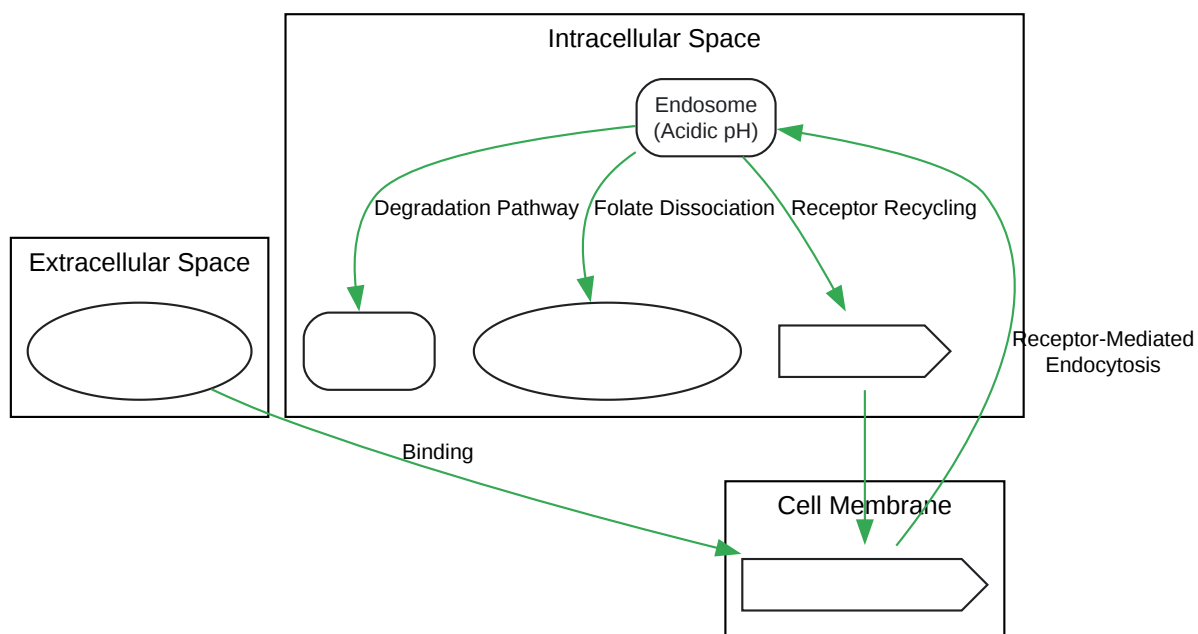 Intracellular Space
Endosome
(Acidic pH)
Degradation Pathway
Folate Dissociation
Receptor Recycling
Extracellular Space
Receptor-Mediated
Endocytosis
Binding
Cell Membrane